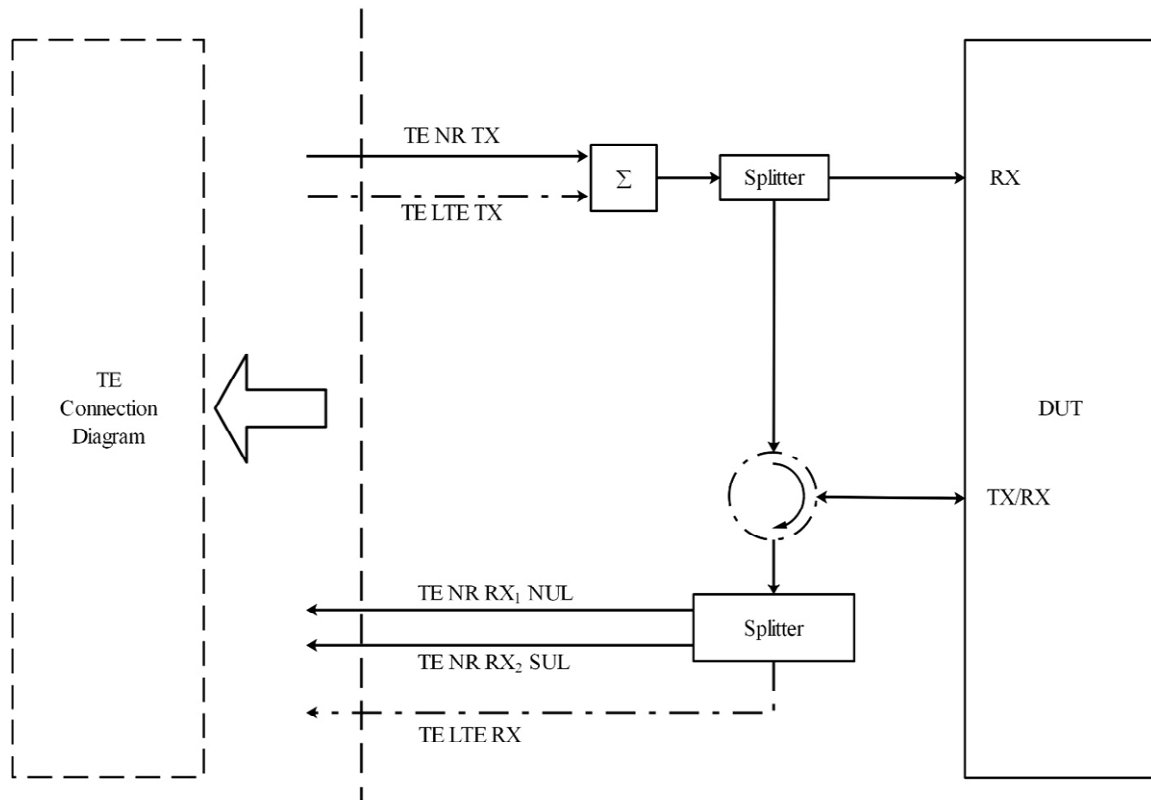 TE NR TX
TE LTE TX
Σ
Splitter
RX
TE
Connection
Diagram
DUT
TX/RX
TE NR RX₁ NUL
Splitter
TE NR RX₂ SUL
TE LTE RX